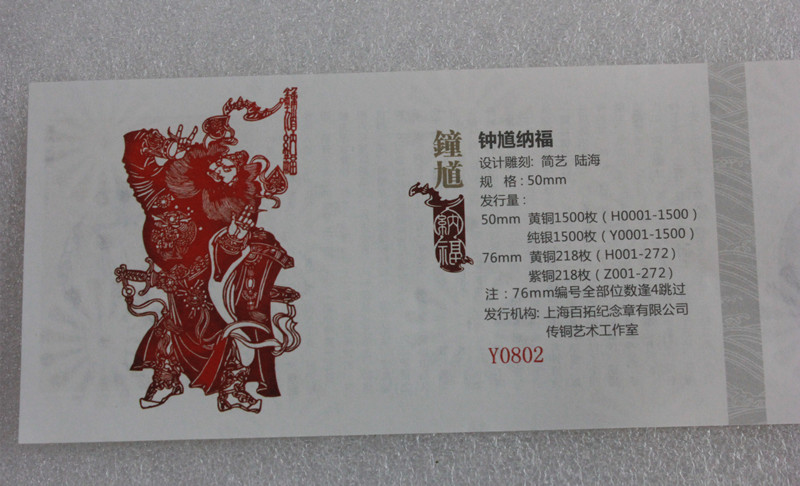 鍾馗納福
鐘馗
納福
钟馗纳福
设计雕刻: 简艺 陆海
规 格: 50mm
发行量:
50mm 黄铜1500枚 ( H0001-1500 )
纯银1500枚 ( Y0001-1500 )
76mm 黄铜218枚 ( H001-272 )
紫铜218枚 ( Z001-272 )
注: 76mm编号全部位数逢4跳过
发行机构: 上海百拓纪念章有限公司
传铜艺术工作室
Y0802